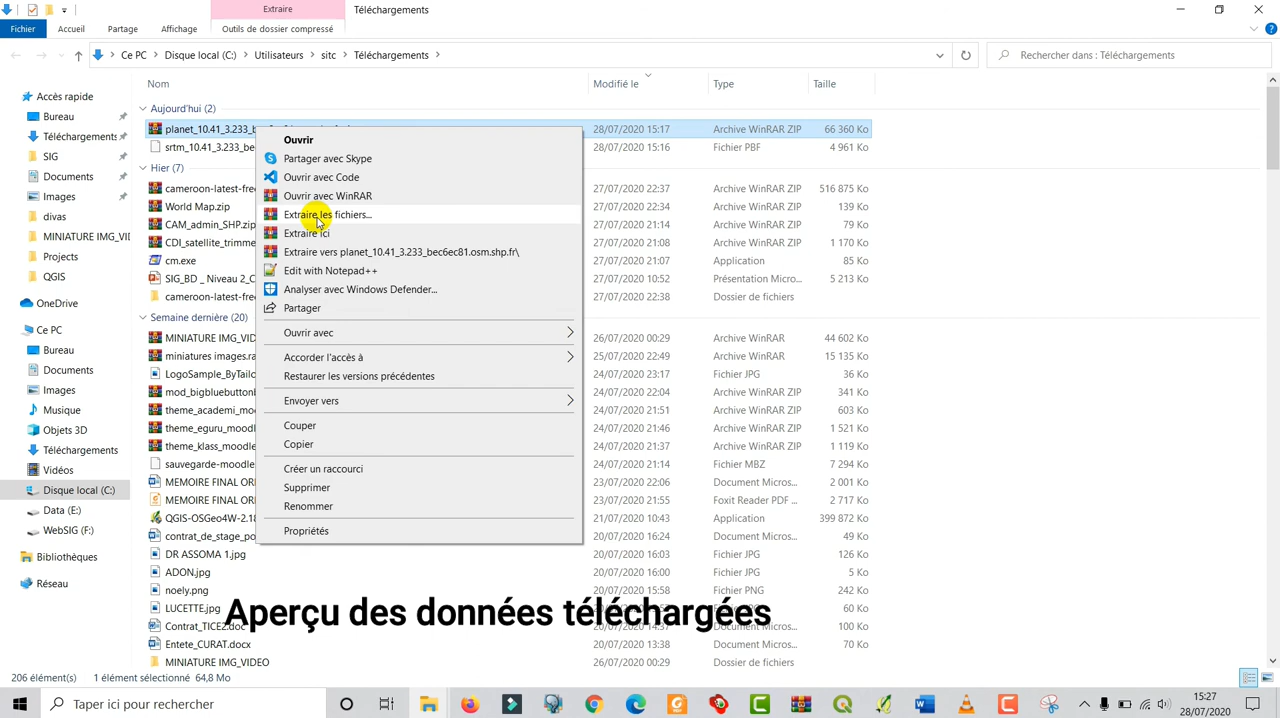 Extraire
Téléchargements
Fichier Accueil Partage Affichage Outils de dossier compressé
Ce PC Disque local (C:) Utilisateurs sitc Téléchargements
Rechercher dans : Téléchargements
Nom Modifié le Type Taille
Accès rapide
Bureau
Téléchargements
SIG
Documents
Images
divas
MINIATURE IMG_VID
Projects
QGIS
OneDrive
Ce PC
Bureau
Documents
Images
Musique
Objets 3D
Téléchargements
Vidéos
Disque local (C:)
Data (E:)
WebSIG (F:)
Bibliothèques
Réseau
Aujourd'hui (2)
planet_10.41_3.233_b 28/07/2020 15:17 Archive WinRAR ZIP 66 360 Ko
srtm_10.41_3.233_be 28/07/2020 15:16 Fichier PBF 4 961 Ko
Hier (7)
cameroon-latest-fre 27/07/2020 22:37 Archive WinRAR ZIP 516 875 Ko
World Map.zip 27/07/2020 22:34 Archive WinRAR ZIP 139 Ko
CAM_admin_SHP.zip 27/07/2020 21:14 Archive WinRAR ZIP 79 Ko
CDI_satellite_trimme 27/07/2020 21:08 Archive WinRAR ZIP 1 170 Ko
cm.exe 27/07/2020 21:07 Application 85 Ko
SIG_BD _ Niveau 2_C 27/07/2020 10:52 Présentation Micro... 5 213 Ko
cameroon-latest-fre 27/07/2020 22:38 Dossier de fichiers
Semaine dernière (20)
MINIATURE IMG_VID 26/07/2020 00:29 Archive WinRAR 44 602 Ko
miniatures images.ra 25/07/2020 22:49 Archive WinRAR 15 135 Ko
LogoSample_ByTailo 24/07/2020 23:17 Fichier JPG 36 Ko
mod_bigbluebutton 24/07/2020 22:04 Archive WinRAR ZIP 341 Ko
theme_academi_mo 24/07/2020 21:51 Archive WinRAR ZIP 603 Ko
theme_eguru_moodl 24/07/2020 21:46 Archive WinRAR ZIP 1 521 Ko
theme_klass_moodle 24/07/2020 21:37 Archive WinRAR ZIP 1 119 Ko
sauvegarde-moodle 24/07/2020 21:14 Fichier MBZ 7 294 Ko
MEMOIRE FINAL ORI 23/07/2020 22:06 Document Micros... 2 001 Ko
MEMOIRE FINAL ORI 23/07/2020 21:55 Foxit Reader PDF ... 2 717 Ko
QGIS-OSGeo4W-2.18 21/07/2020 10:43 Application 399 872 Ko
contrat_de_stage_po 20/07/2020 16:24 Document Micros... 49 Ko
DR ASSOMA 1.jpg 20/07/2020 16:03 Fichier JPG 126 Ko
ADON.jpg 20/07/2020 16:00 Fichier JPG 5 Ko
noely.png 20/07/2020 15:58 Fichier PNG 242 Ko
LUCETTE.jpg Fichier JPG 60 Ko
Contrat_TICE2.doc 20/07/2020 14:37 Document Micros... 100 Ko
Entete_CURAT.docx 20/07/2020 13:38 Document Micros... 70 Ko
MINIATURE IMG_VIDEO 26/07/2020 00:29 Dossier de fichiers
Ouvrir
Partager avec Skype
Ouvrir avec Code
Ouvrir avec WinRAR
Extraire les fichiers...
Extraire ici
Extraire vers planet_10.41_3.233_bec6ec81.osm.shp.fr\
Edit with Notepad++
Analyser avec Windows Defender...
Partager
Ouvrir avec
Accorder l'accès à
Restaurer les versions précédentes
Envoyer vers
Couper
Copier
Créer un raccourci
Supprimer
Renommer
Propriétés
Aperçu des données téléchargées
206 élément(s) 1 élément sélectionné 64,8 Mo
Taper ici pour rechercher
15:27
28/07/2020